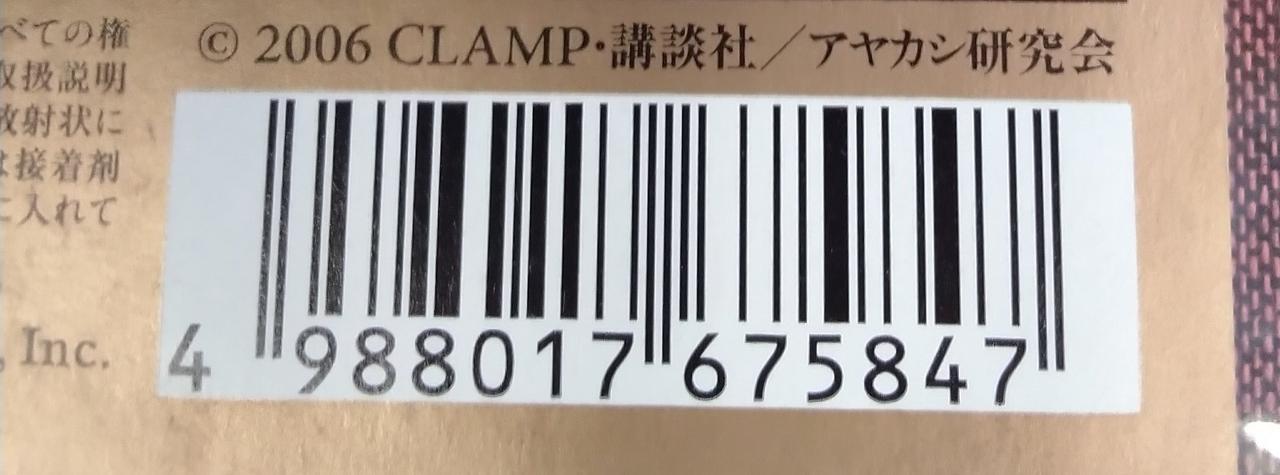 © 2006 CLAMP・講談社／アヤカシ研究会
べての権
取扱説明
放射状に
は接着剤
に入れて
, Inc.
4 988017 675847